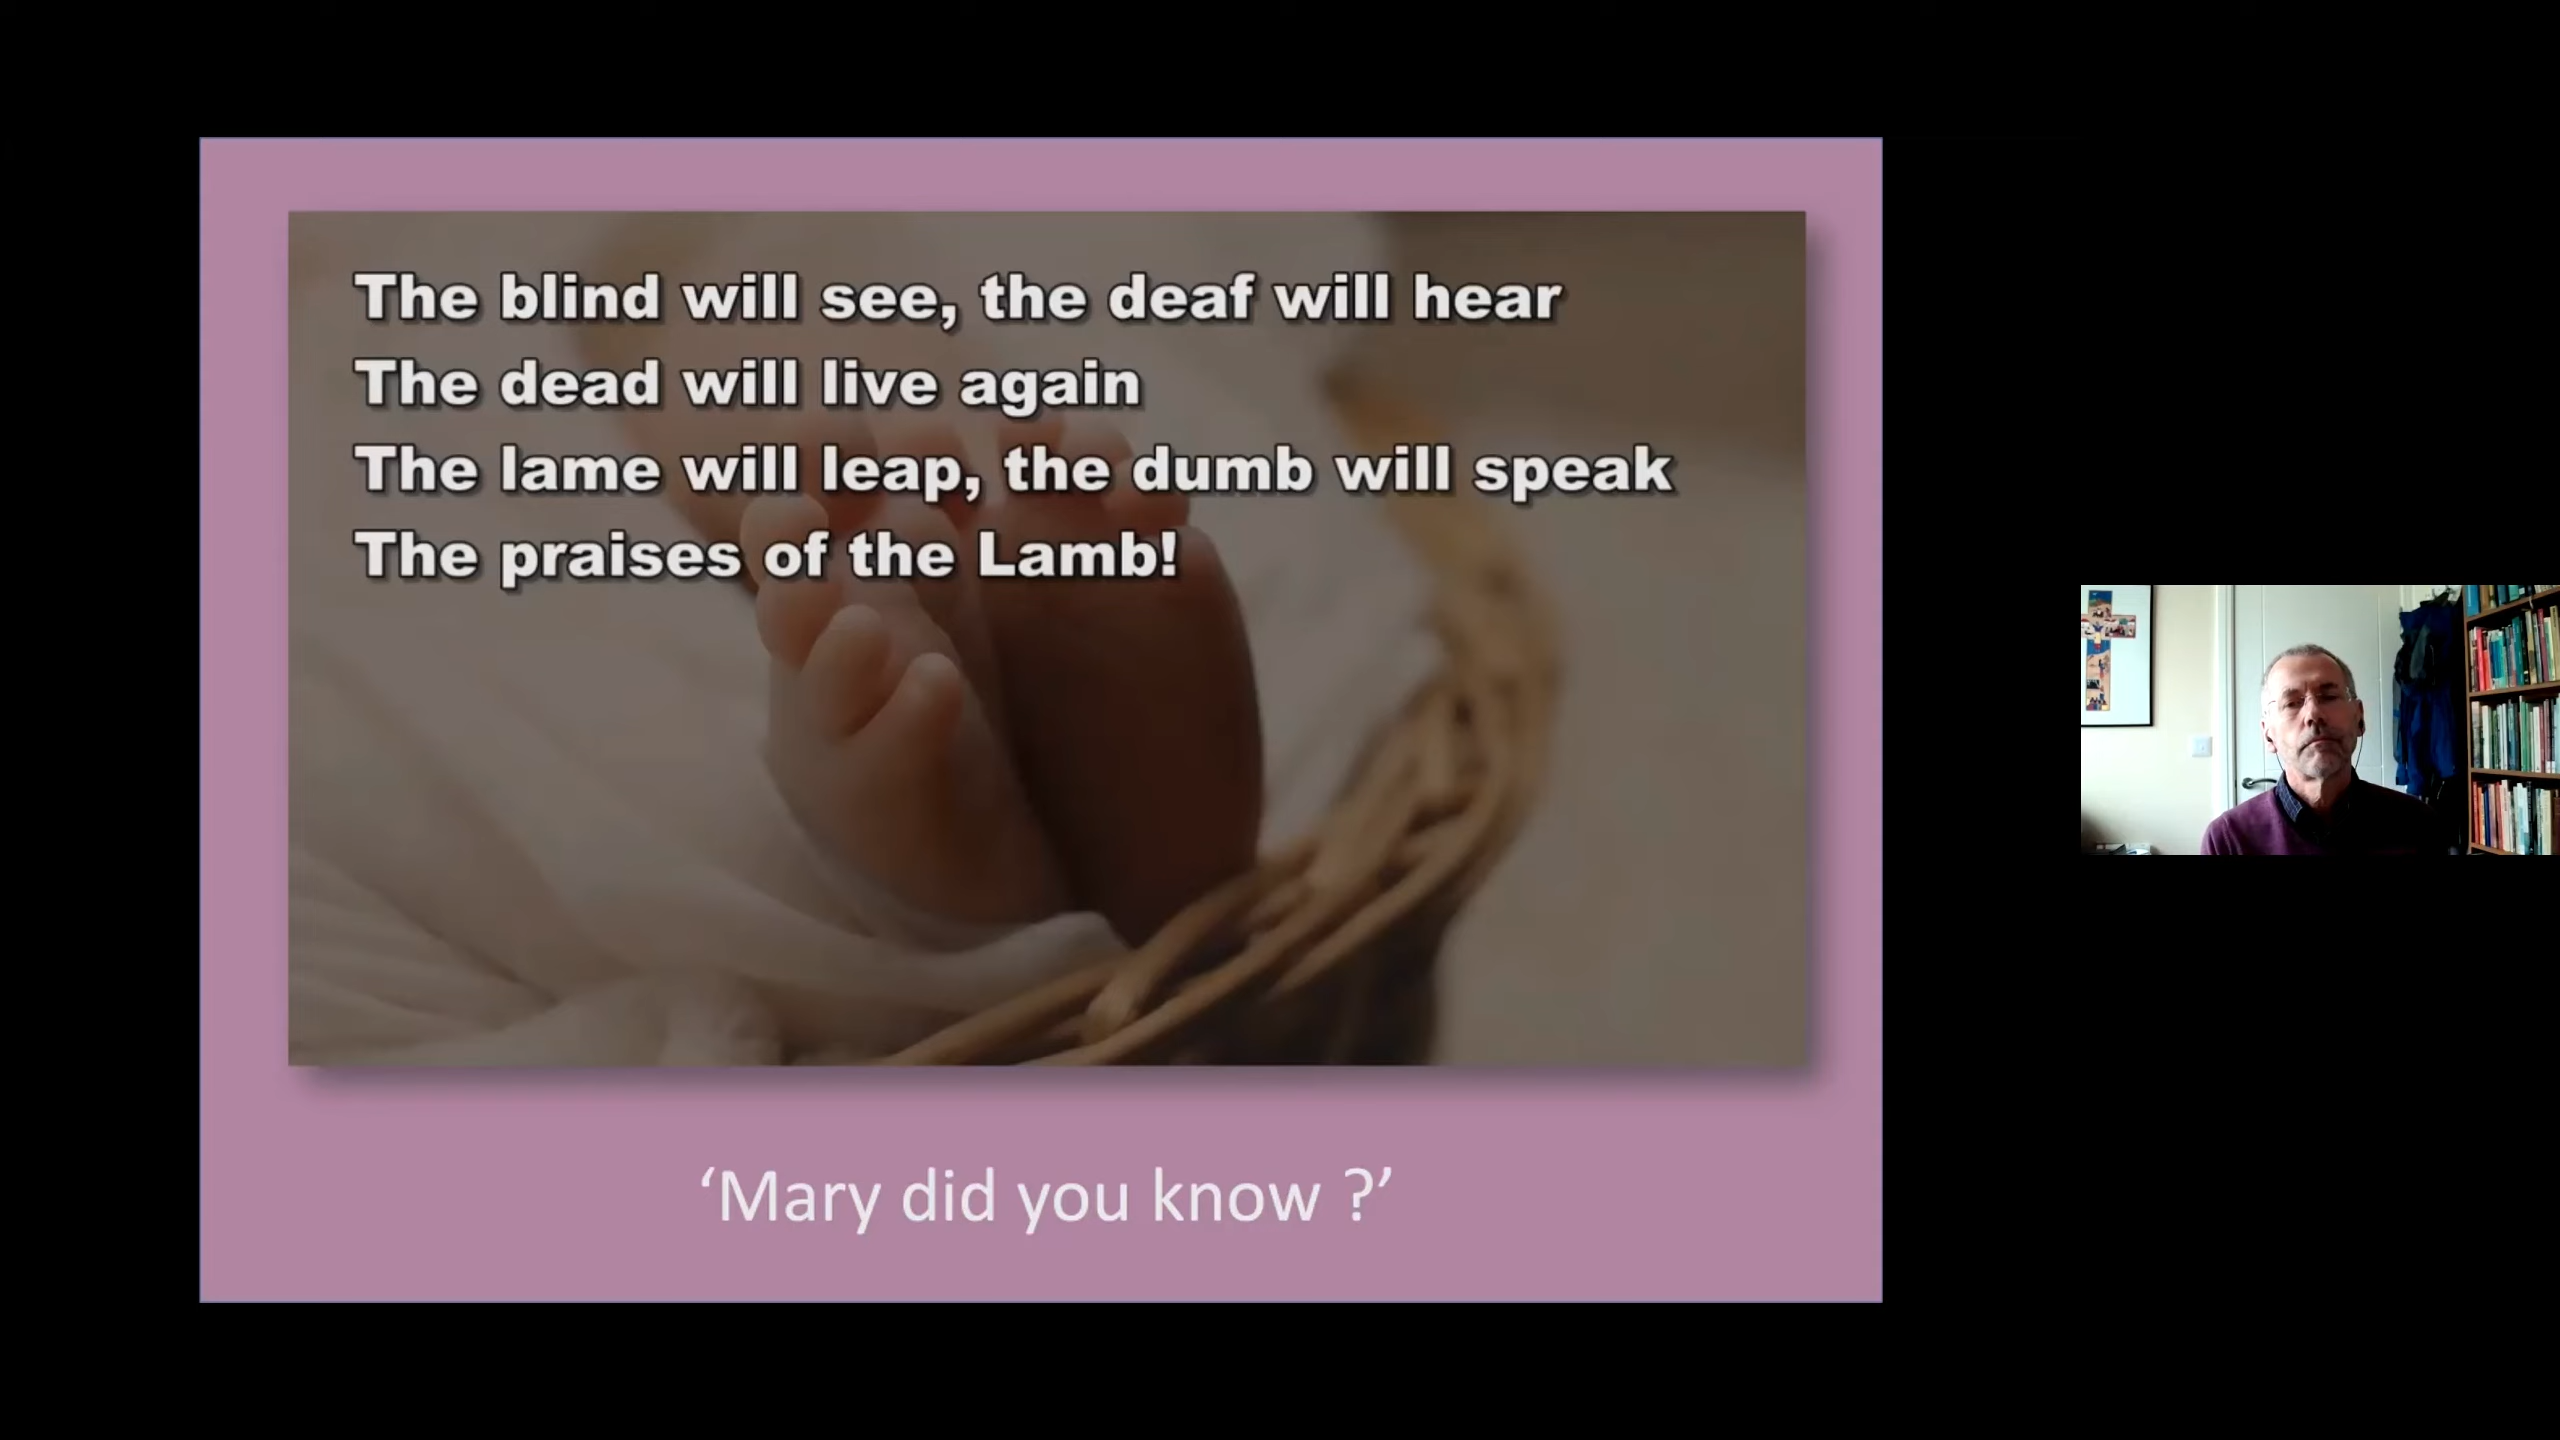 The blind will see, the deaf will hear
The dead will live again
The lame will leap, the dumb will speak
The praises of the Lamb!
‘Mary did you know ?’